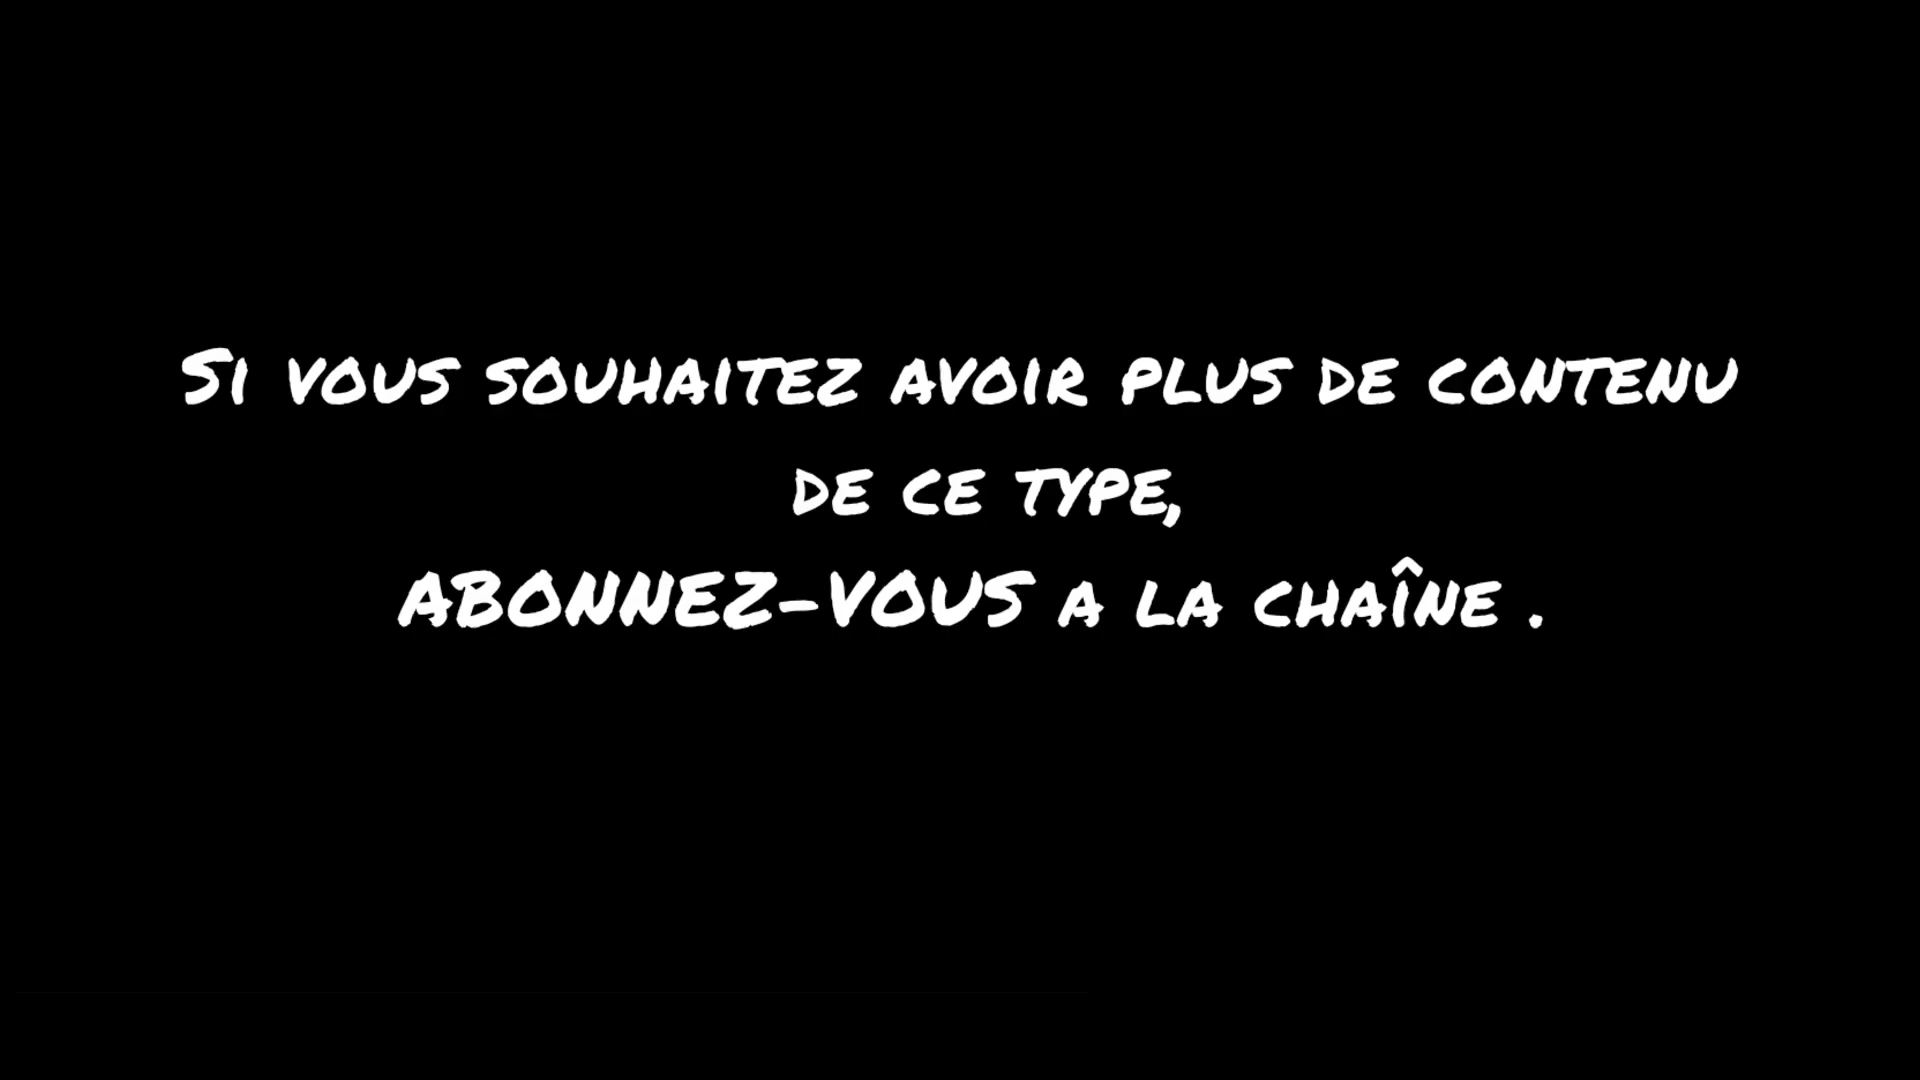 Si vous souhaitez avoir plus de contenu
de ce type,
ABONNEZ-VOUS a la chaîne .